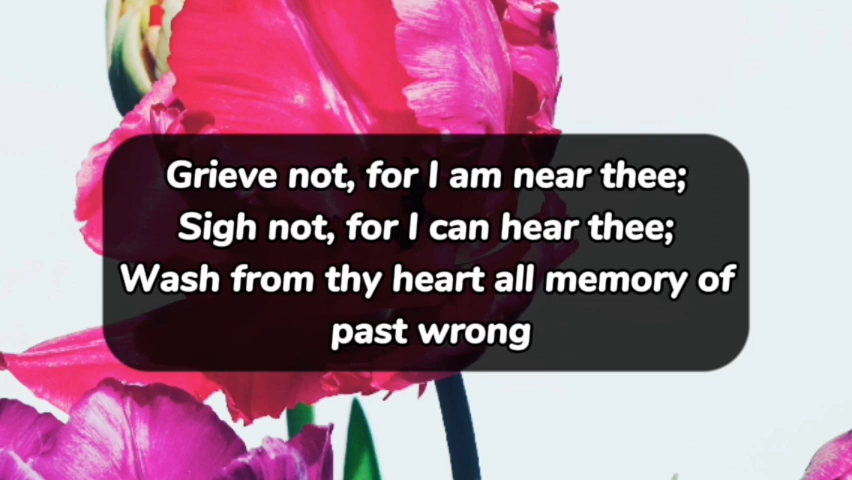 Grieve not, for I am near thee;
Sigh not, for I can hear thee;
Wash from thy heart all memory of
past wrong